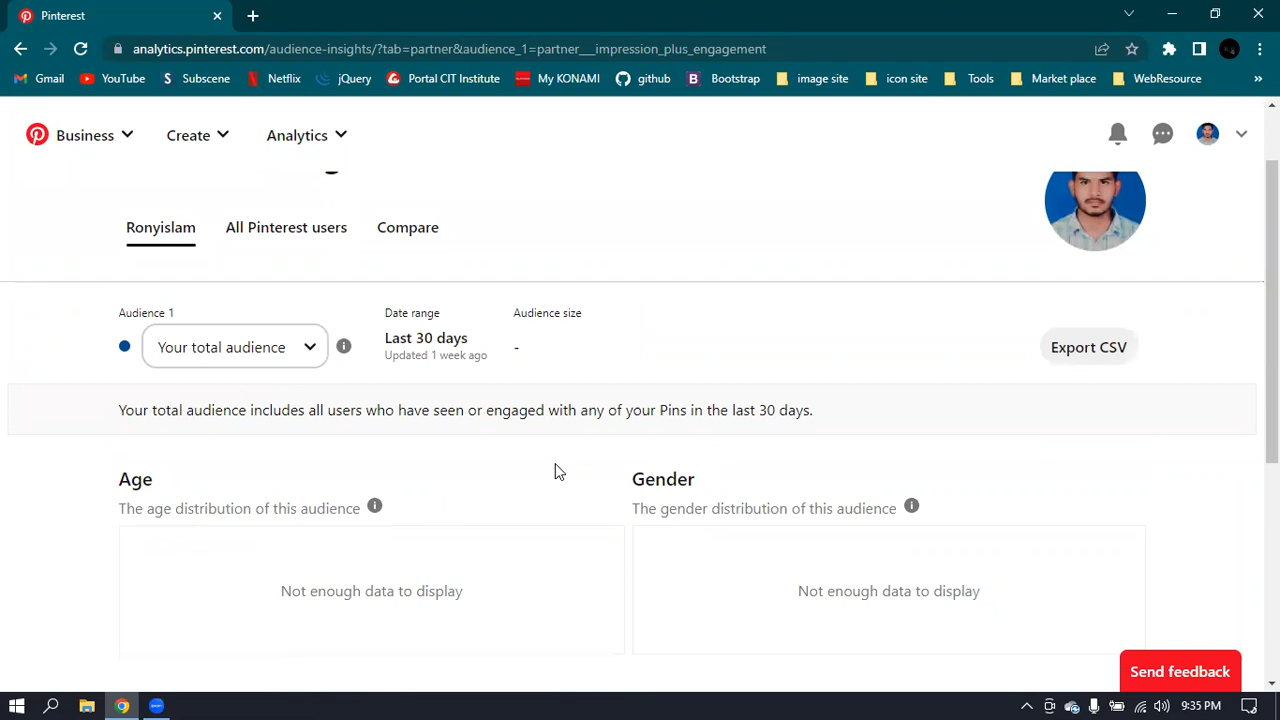 Pinterest
analytics.pinterest.com/audience-insights/?tab=partner&audience_1=partner__impression_plus_engagement
Gmail YouTube Subscene Netflix jQuery Portal CIT Institute My KONAMI github Bootstrap image site icon site Tools Market place WebResource
Business Create Analytics
Ronyislam All Pinterest users Compare
Audience 1 Date range Audience size
Your total audience Last 30 days - Export CSV
Updated 1 week ago
Your total audience includes all users who have seen or engaged with any of your Pins in the last 30 days.
Age Gender
The age distribution of this audience The gender distribution of this audience
Not enough data to display Not enough data to display
Send feedback
9:35 PM